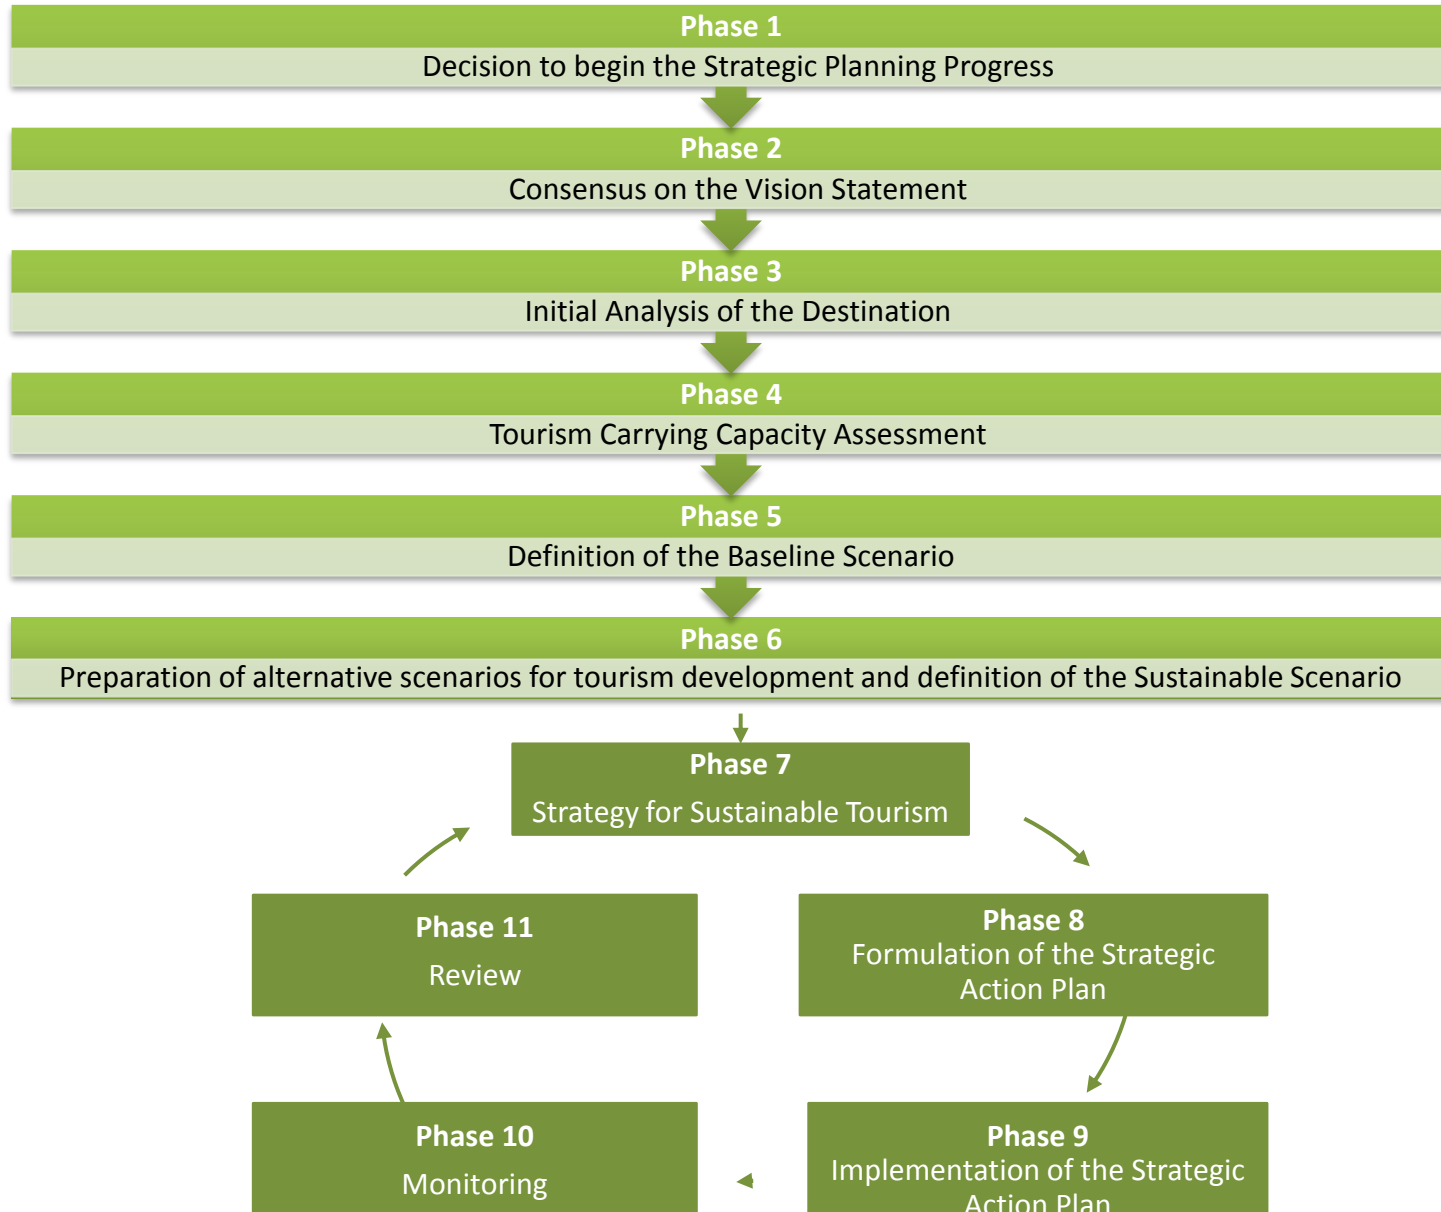 Phase 1
Decision to begin the Strategic Planning Progress
Phase 2
Consensus on the Vision Statement
Phase 3
Initial Analysis of the Destination
Phase 4
Tourism Carrying Capacity Assessment
Phase 5
Definition of the Baseline Scenario
Phase 6
Preparation of alternative scenarios for tourism development and definition of the Sustainable Scenario
Phase 7
Strategy for Sustainable Tourism
Phase 8
Formulation of the Strategic
Action Plan
Phase 9
Implementation of the Strategic
Action Plan
Phase 10
Monitoring
Phase 11
Review